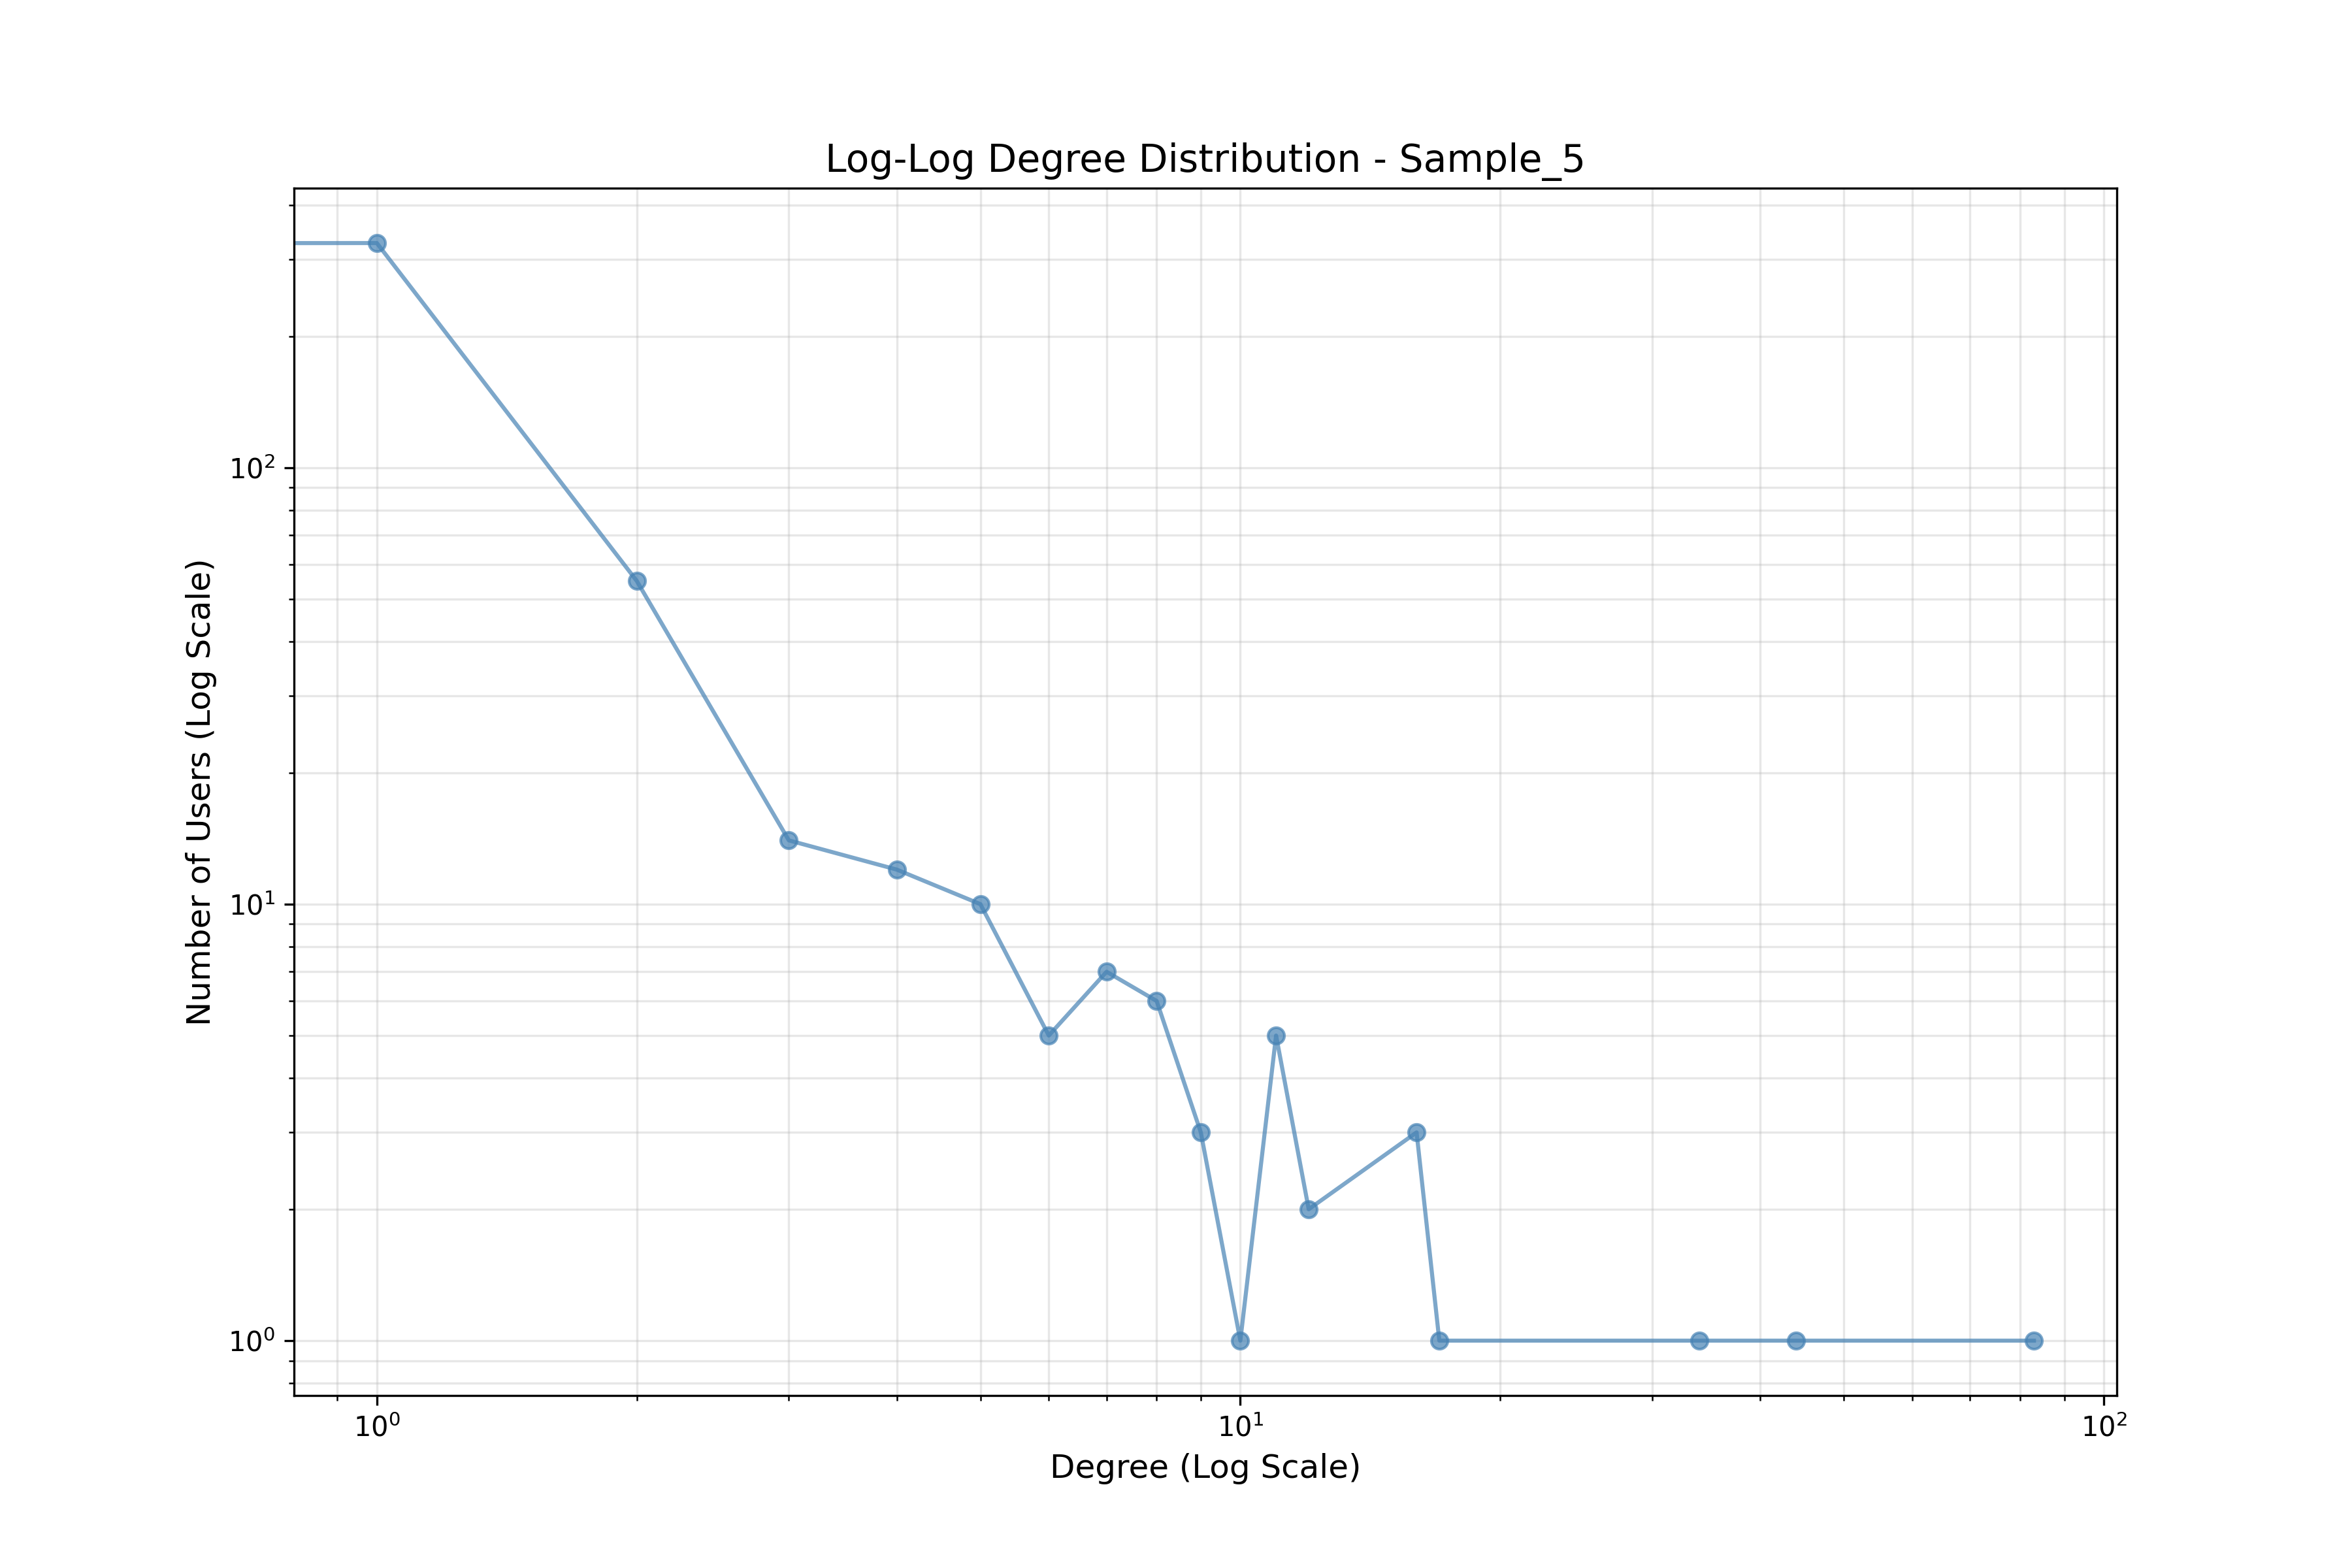 Log-Log Degree Distribution - Sample_5
Number of Users (Log Scale)
10²
10¹
10⁰
10⁰ 10¹ 10²
Degree (Log Scale)